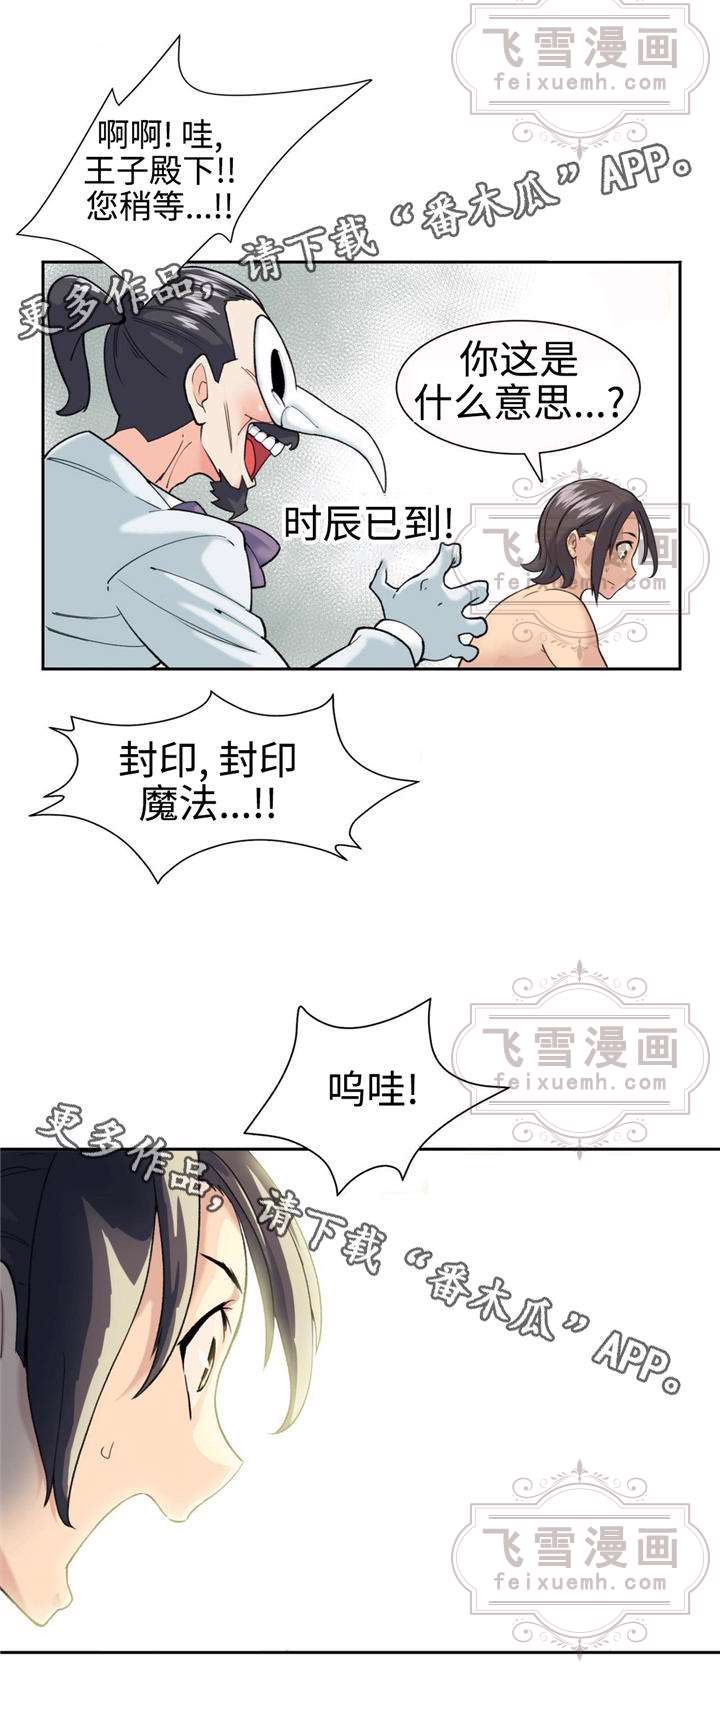 飞雪漫画
feixuemh.com
啊啊! 哇,
王子殿下!!
您稍等...!!
更多作品，请下载“番木瓜”APP。
你这是
什么意思...?
时辰已到!
飞雪漫画
feixuemh.com
封印, 封印
魔法...!!
飞雪漫画
feixuemh.com
呜哇!
更多作品，请下载“番木瓜”APP。
飞雪漫画
feixuemh.com